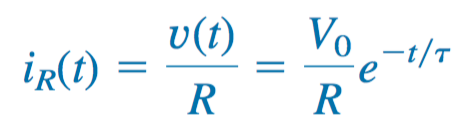 i_R(t) = v(t)/R = V_0/R e^{-t/τ}